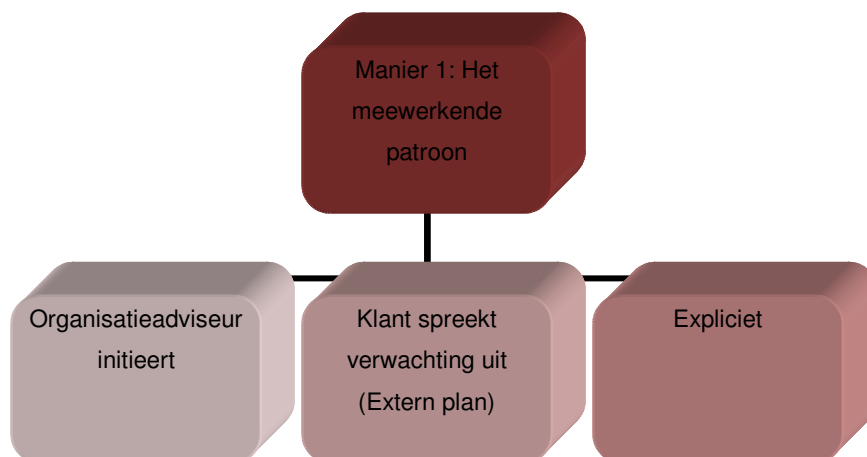 Manier 1: Het
meewerkende
patroon
Organisatieadviseur
initieert
Klant spreekt
verwachting uit
(Extern plan)
Expliciet